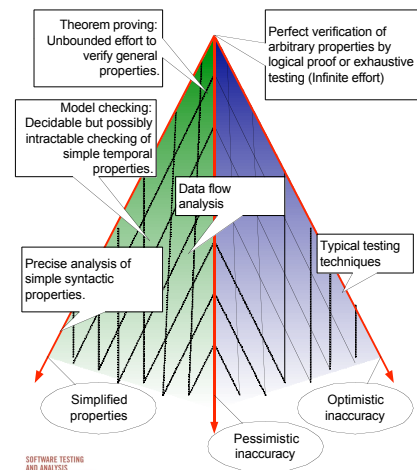 Theorem proving:
Unbounded effort to
verify general
properties.
Perfect verification of
arbitrary properties by
logical proof or exhaustive
testing (Infinite effort)
Model checking:
Decidable but possibly
intractable checking of
simple temporal
properties.
Data flow
analysis
Precise analysis of
simple syntactic
properties.
Typical testing
techniques
Simplified
properties
Optimistic
inaccuracy
Pessimistic
inaccuracy
SOFTWARE TESTING
AND ANALYSIS